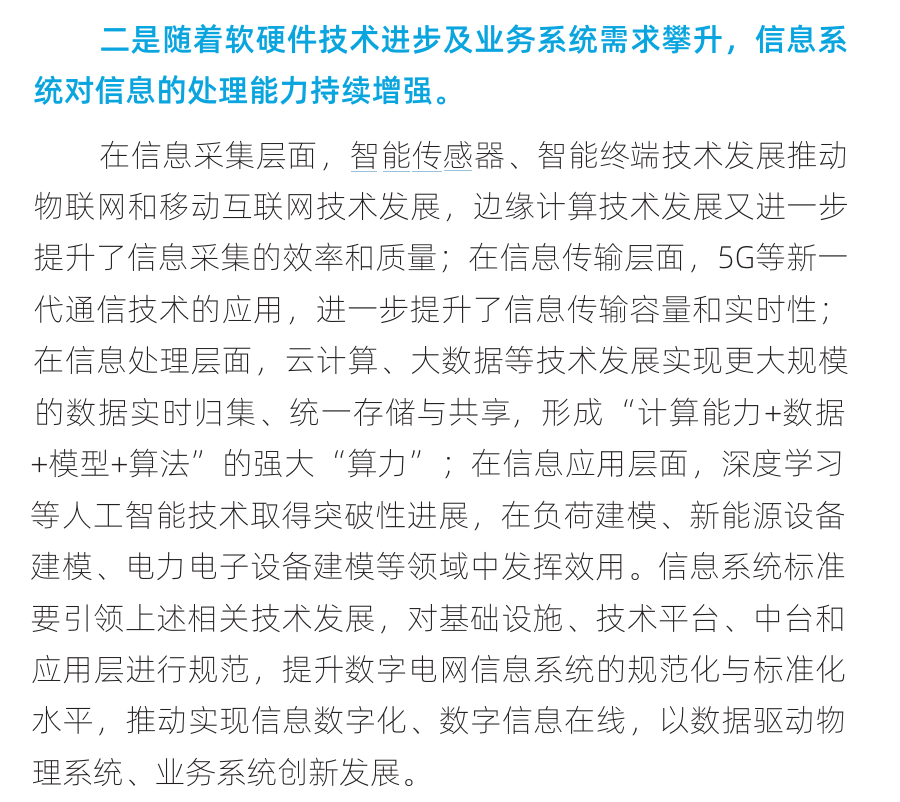 二是随着软硬件技术进步及业务系统需求攀升，信息系
统对信息的处理能力持续增强。
在信息采集层面，智能传感器、智能终端技术发展推动
物联网和移动互联网技术发展，边缘计算技术发展又进一步
提升了信息采集的效率和质量；在信息传输层面，5G等新一
代通信技术的应用，进一步提升了信息传输容量和实时性；
在信息处理层面，云计算、大数据等技术发展实现更大规模
的数据实时归集、统一存储与共享，形成“计算能力+数据
+模型+算法”的强大“算力”；在信息应用层面，深度学习
等人工智能技术取得突破性进展，在负荷建模、新能源设备
建模、电力电子设备建模等领域中发挥效用。信息系统标准
要引领上述相关技术发展，对基础设施、技术平台、中台和
应用层进行规范，提升数字电网信息系统的规范化与标准化
水平，推动实现信息数字化、数字信息在线，以数据驱动物
理系统、业务系统创新发展。